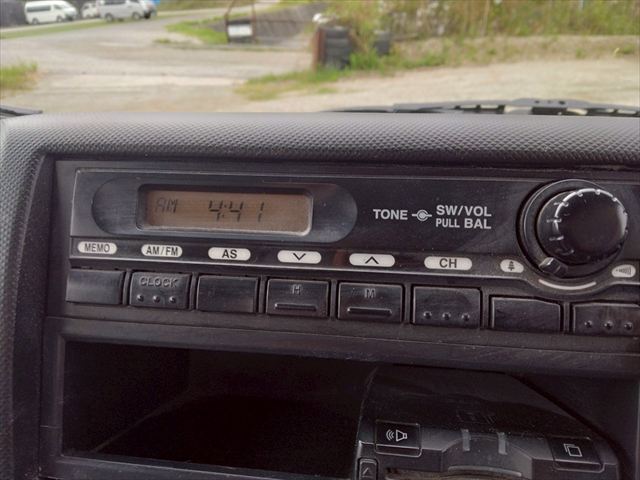 AM 4:41
TONE SW/VOL
PULL BAL
MEMO AM/FM AS CH
CLOCK H M